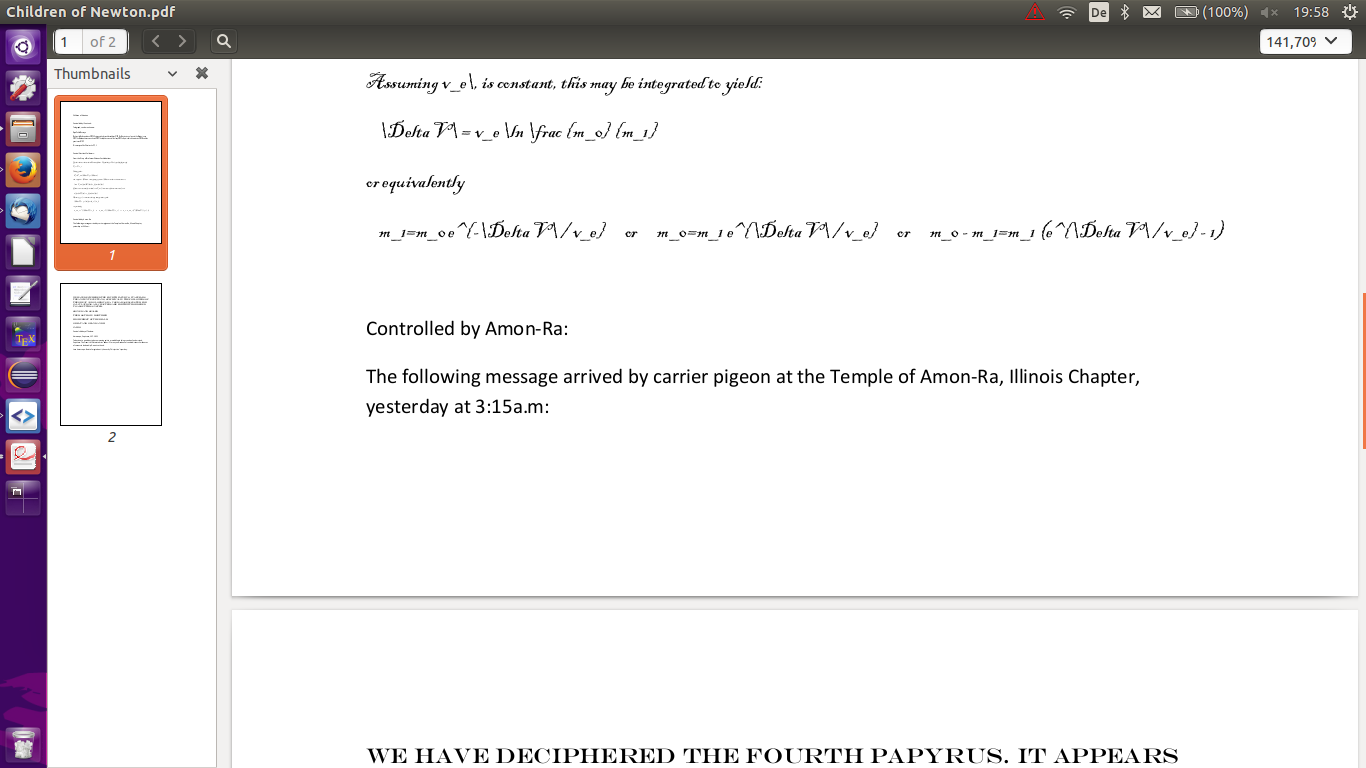 Children of Newton.pdf
De
(100%)
19:58
1 of 2
141,70%
Thumbnails
1
2
Assuming v_e\, is constant, this may be integrated to yield:
\Delta V\ = v_e \ln \frac {m_0} {m_1}
or equivalently
m_1=m_0 e^{-\Delta V\ / v_e} or m_0=m_1 e^{\Delta V\ / v_e} or m_0 - m_1=m_1 (e^{\Delta V\ / v_e} - 1)
Controlled by Amon-Ra:
The following message arrived by carrier pigeon at the Temple of Amon-Ra, Illinois Chapter,
yesterday at 3:15a.m:
WE HAVE DECIPHERED THE FOURTH PAPYRUS. IT APPEARS